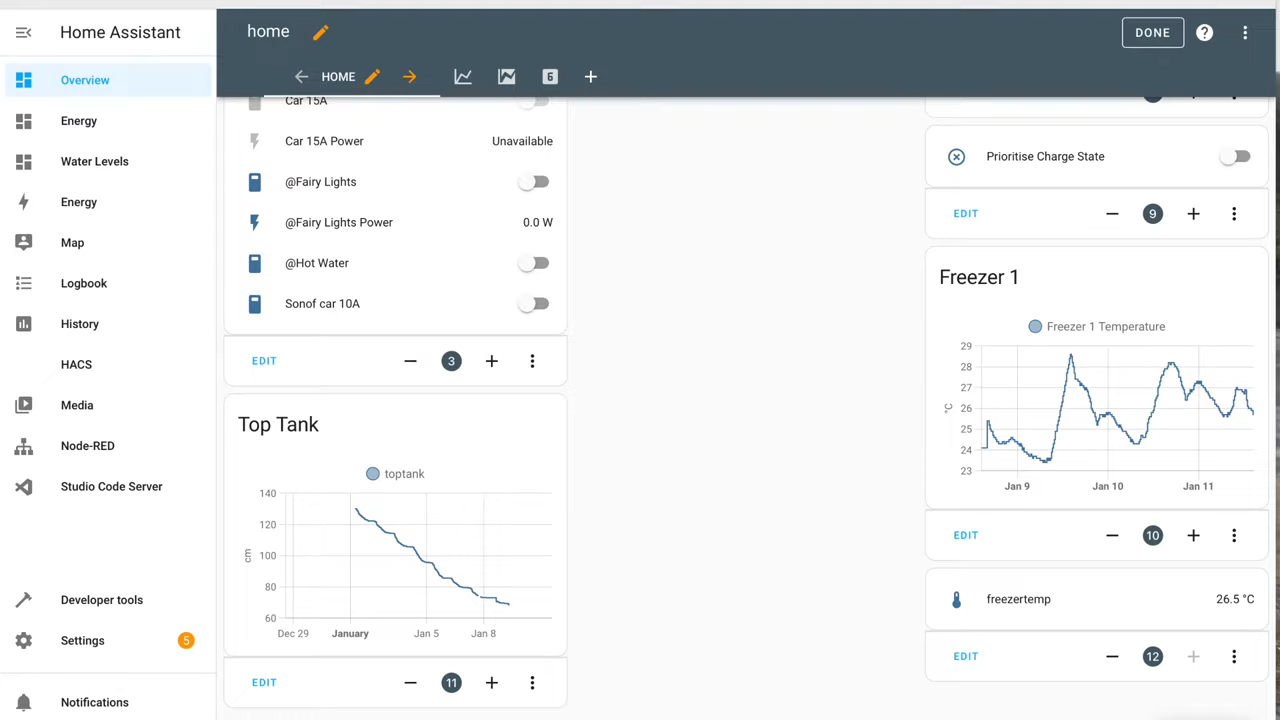 Home Assistant
Overview
Energy
Water Levels
Energy
Map
Logbook
History
HACS
Media
Node-RED
Studio Code Server
Developer tools
Settings
5
Notifications
home
DONE
?
HOME
6
Car 15A
Car 15A Power
Unavailable
@Fairy Lights
@Fairy Lights Power
0.0 W
@Hot Water
Sonof car 10A
EDIT
3
Top Tank
toptank
140
120
100
80
60
cm
Dec 29
January
Jan 5
Jan 8
EDIT
11
Prioritise Charge State
EDIT
9
Freezer 1
Freezer 1 Temperature
29
28
27
26
25
24
23
°C
Jan 9
Jan 10
Jan 11
EDIT
10
freezertemp
26.5 °C
EDIT
12